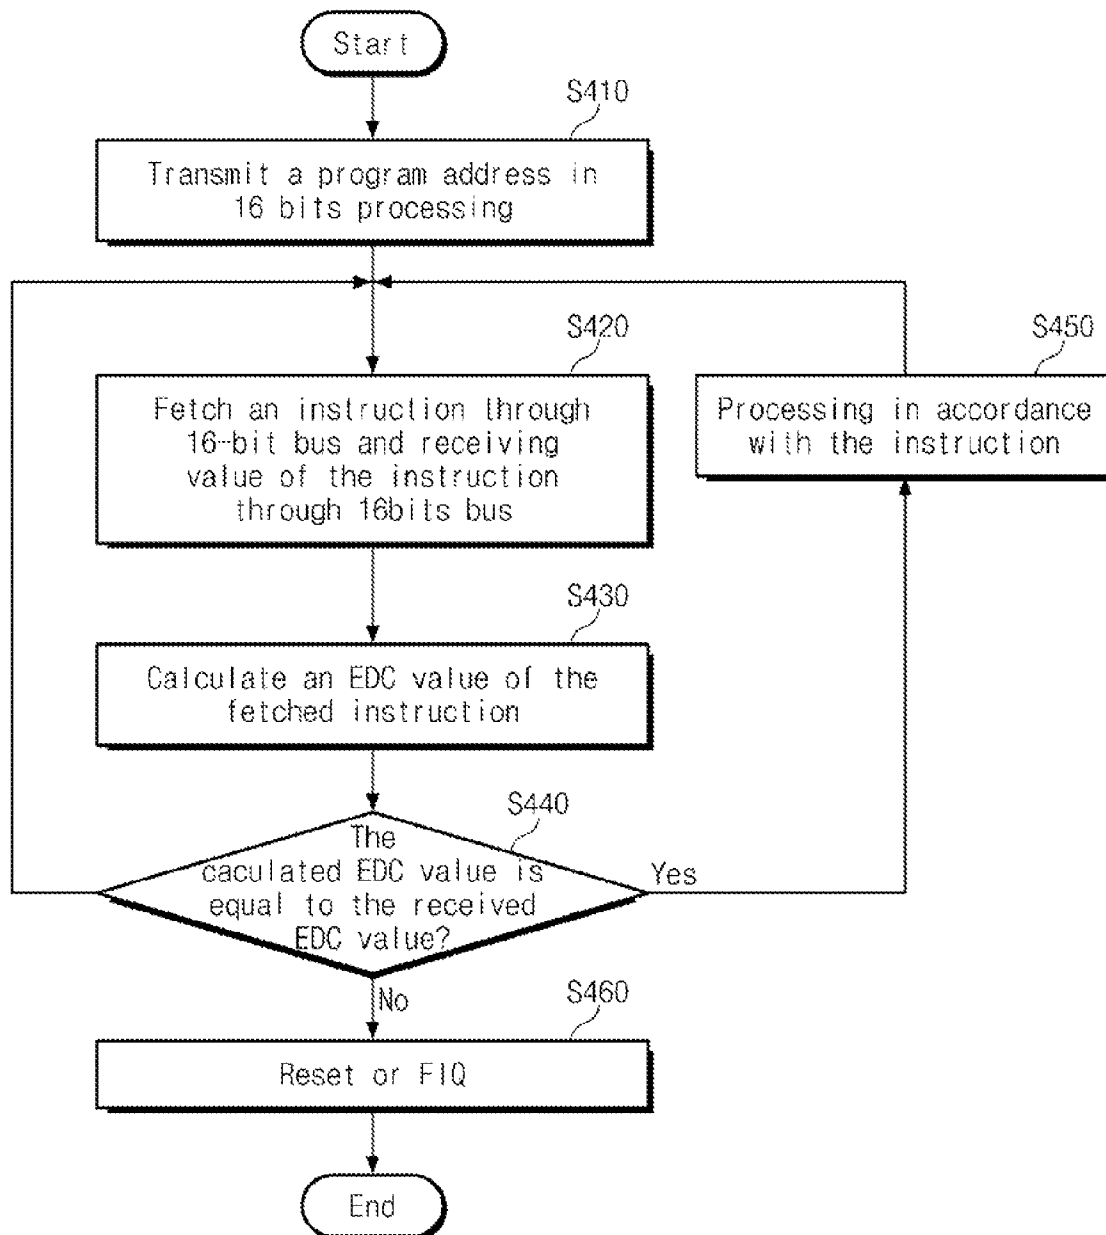 Start
S410
Transmit a program address in
16 bits processing
S420
Fetch an instruction through
16-bit bus and receiving
value of the instruction
through 16bits bus
S450
Processing in accordance
with the instruction
S430
Calculate an EDC value of the
fetched instruction
S440
The
caculated EDC value is
equal to the received
EDC value?
Yes
No
S460
Reset or FIQ
End